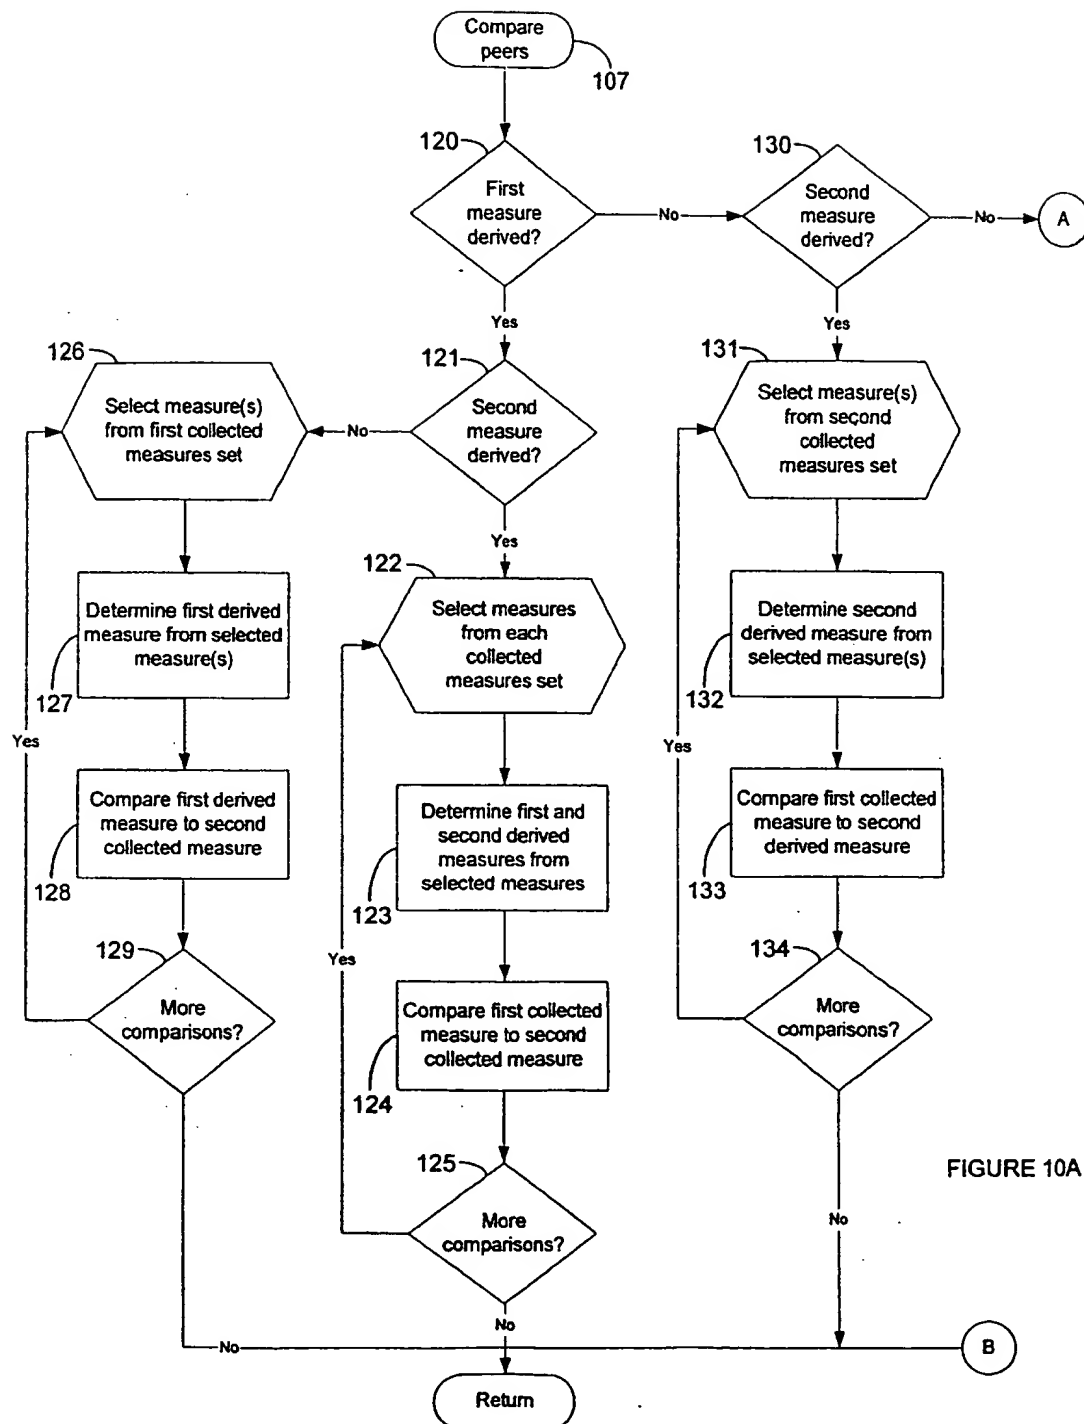 Compare
peers
107
120
First
measure
derived?
No
130
Second
measure
derived?
No
A
Yes
Yes
126
Select measure(s)
from first collected
measures set
No
121
Second
measure
derived?
131
Select measure(s)
from second
collected
measures set
Yes
122
Select measures
from each
collected
measures set
Determine first derived
measure from selected
measure(s)
127
Determine second
derived measure from
selected measure(s)
132
Yes
Yes
Compare first derived
measure to second
collected measure
128
Determine first and
second derived
measures from
selected measures
123
Compare first collected
measure to second
derived measure
133
129
More
comparisons?
Yes
Compare first collected
measure to second
collected measure
124
134
More
comparisons?
125
More
comparisons?
FIGURE 10A
No
No
No
B
Return